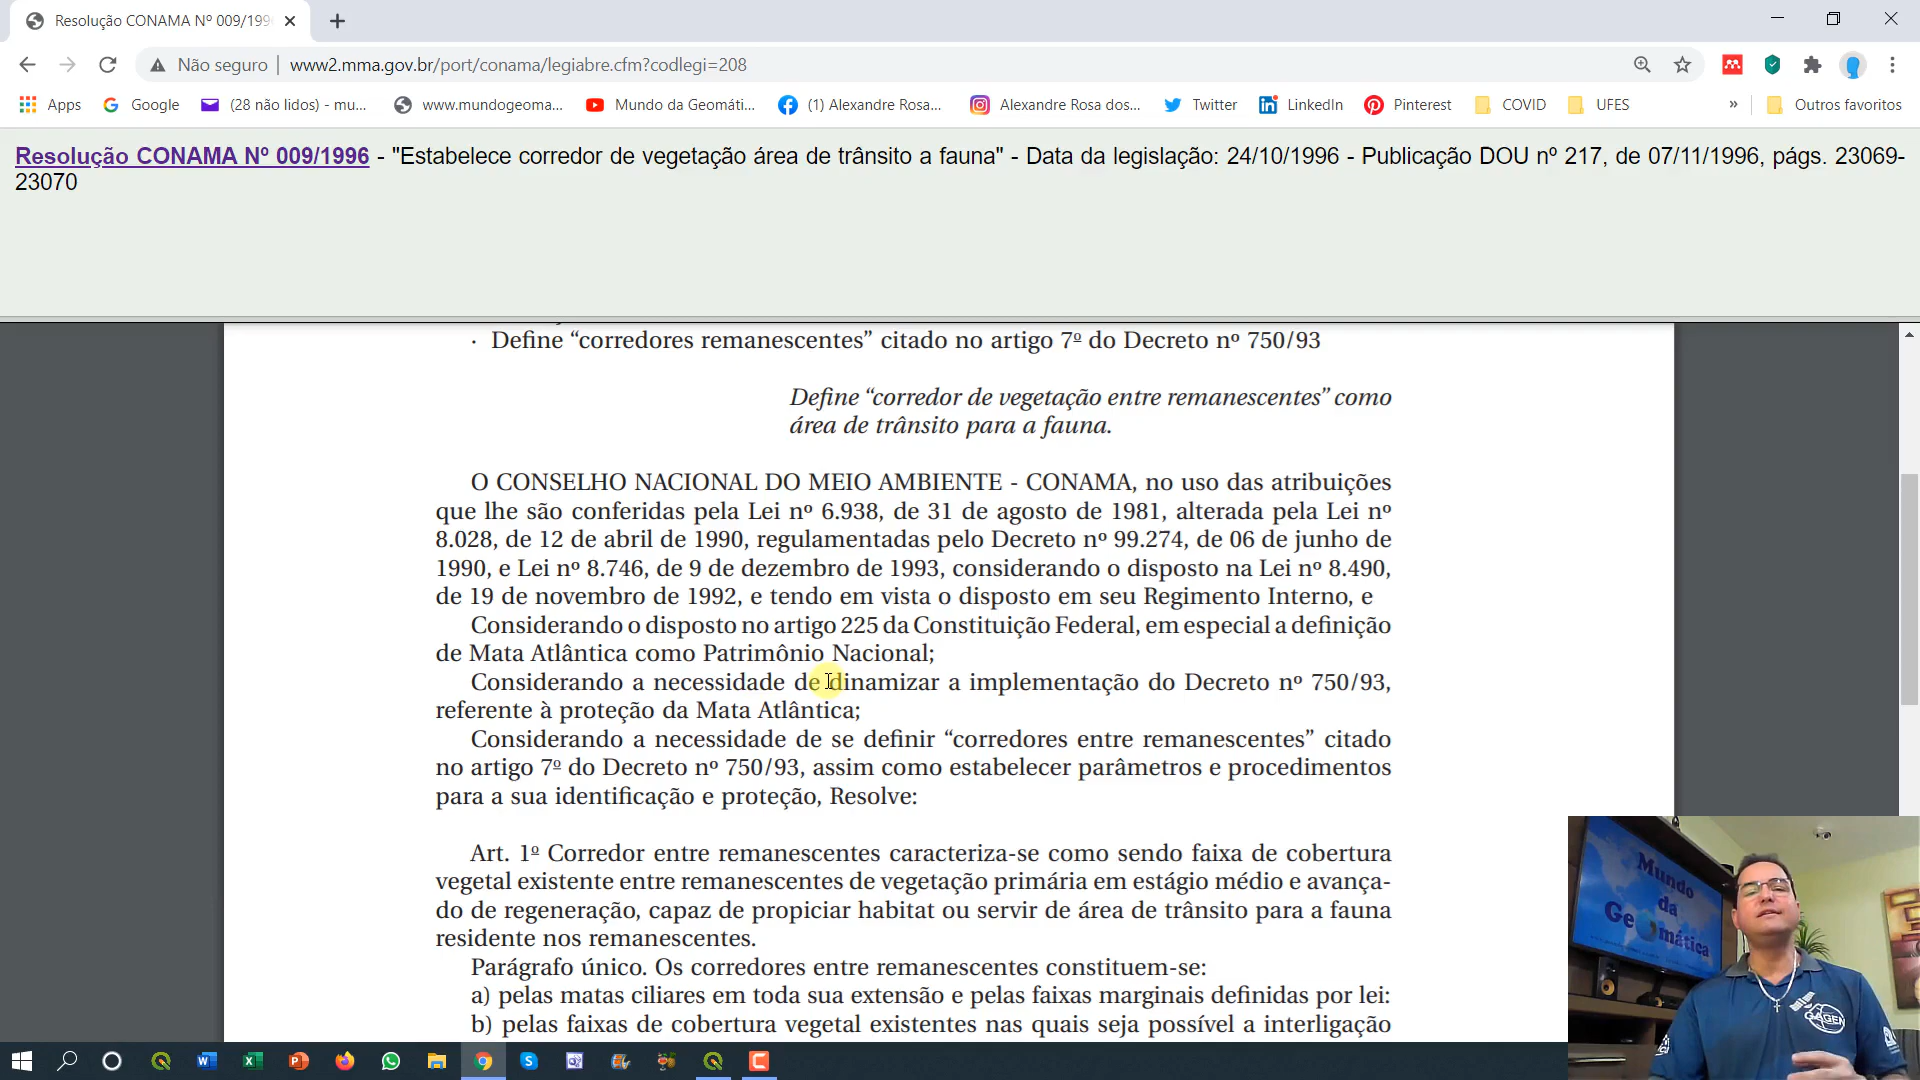 Resolução CONAMA Nº 009/199
Não seguro
www2.mma.gov.br/port/conama/legiabre.cfm?codlegi=208
Apps
Google
(28 não lidos) - mu...
www.mundogeoma...
Mundo da Geomáti...
(1) Alexandre Rosa...
Alexandre Rosa dos...
Twitter
LinkedIn
Pinterest
COVID
UFES
»
Outros favoritos
Resolução CONAMA Nº 009/1996 - "Estabelece corredor de vegetação área de trânsito a fauna" - Data da legislação: 24/10/1996 - Publicação DOU nº 217, de 07/11/1996, págs. 23069-
23070
· Define “corredores remanescentes” citado no artigo 7º do Decreto nº 750/93
Define “corredor de vegetação entre remanescentes” como
área de trânsito para a fauna.
O CONSELHO NACIONAL DO MEIO AMBIENTE - CONAMA, no uso das atribuições
que lhe são conferidas pela Lei nº 6.938, de 31 de agosto de 1981, alterada pela Lei nº
8.028, de 12 de abril de 1990, regulamentadas pelo Decreto nº 99.274, de 06 de junho de
1990, e Lei nº 8.746, de 9 de dezembro de 1993, considerando o disposto na Lei nº 8.490,
de 19 de novembro de 1992, e tendo em vista o disposto em seu Regimento Interno, e
Considerando o disposto no artigo 225 da Constituição Federal, em especial a definição
de Mata Atlântica como Patrimônio Nacional;
Considerando a necessidade de dinamizar a implementação do Decreto nº 750/93,
referente à proteção da Mata Atlântica;
Considerando a necessidade de se definir “corredores entre remanescentes” citado
no artigo 7º do Decreto nº 750/93, assim como estabelecer parâmetros e procedimentos
para a sua identificação e proteção, Resolve:
Art. 1º Corredor entre remanescentes caracteriza-se como sendo faixa de cobertura
vegetal existente entre remanescentes de vegetação primária em estágio médio e avança-
do de regeneração, capaz de propiciar habitat ou servir de área de trânsito para a fauna
residente nos remanescentes.
Parágrafo único. Os corredores entre remanescentes constituem-se:
a) pelas matas ciliares em toda sua extensão e pelas faixas marginais definidas por lei:
b) pelas faixas de cobertura vegetal existentes nas quais seja possível a interligação
Mundo
da
Geomática
GAGEN